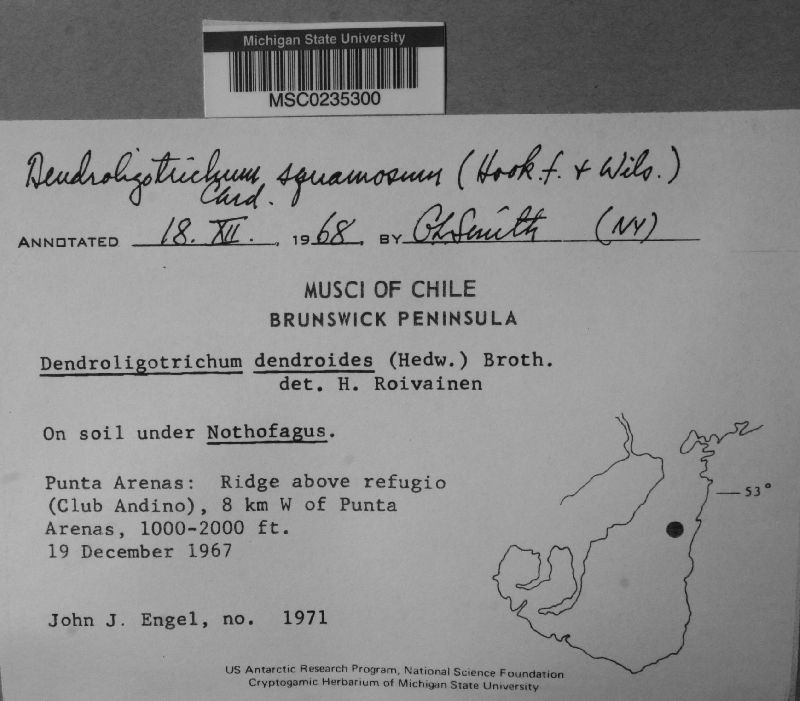 Michigan State University
MSC0235300
Dendroligotrichum squamosum (Hook.f. & Wils.)
Card.
ANNOTATED 18. XII. , 1968, BY GLSmith (NY)
MUSCI OF CHILE
BRUNSWICK PENINSULA
Dendroligotrichum dendroides (Hedw.) Broth.
det. H. Roivainen
On soil under Nothofagus.
Punta Arenas: Ridge above refugio
(Club Andino), 8 km W of Punta
Arenas, 1000-2000 ft.
19 December 1967
53°
John J. Engel, no. 1971
US Antarctic Research Program, National Science Foundation
Cryptogamic Herbarium of Michigan State University